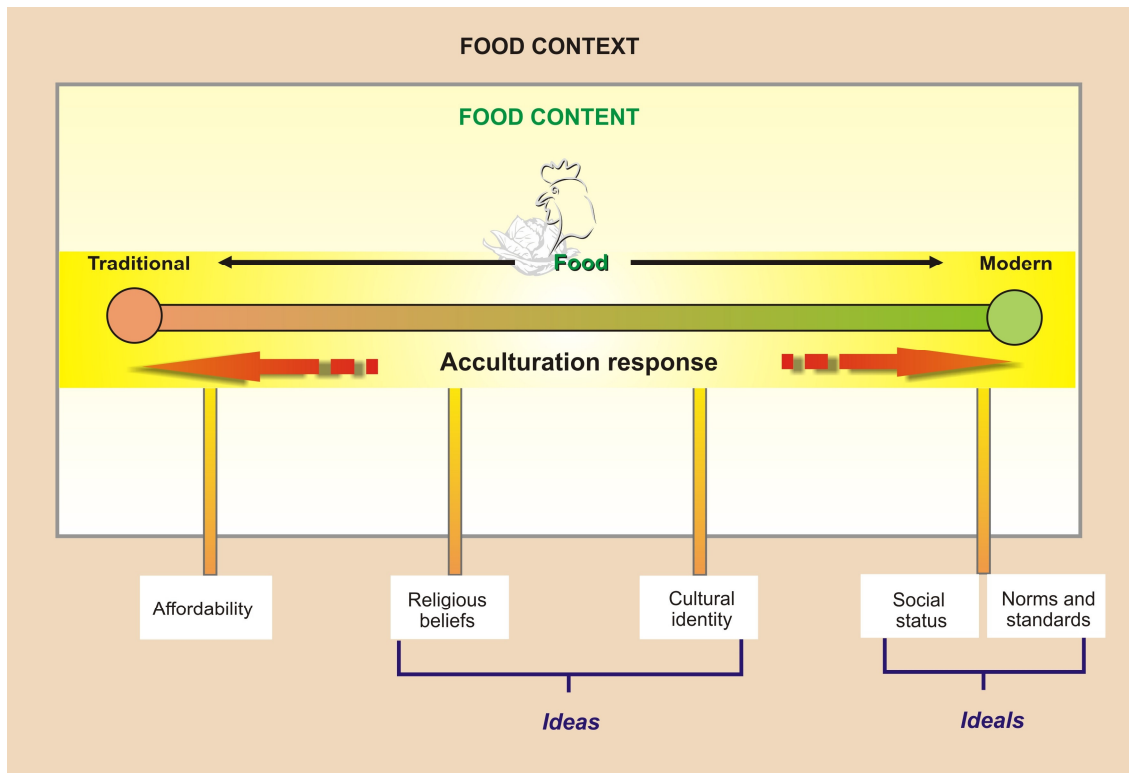 FOOD CONTEXT
FOOD CONTENT
Traditional
Food
Modern
Acculturation response
Affordability
Religious
beliefs
Cultural
identity
Social
status
Norms and
standards
Ideas
Ideals